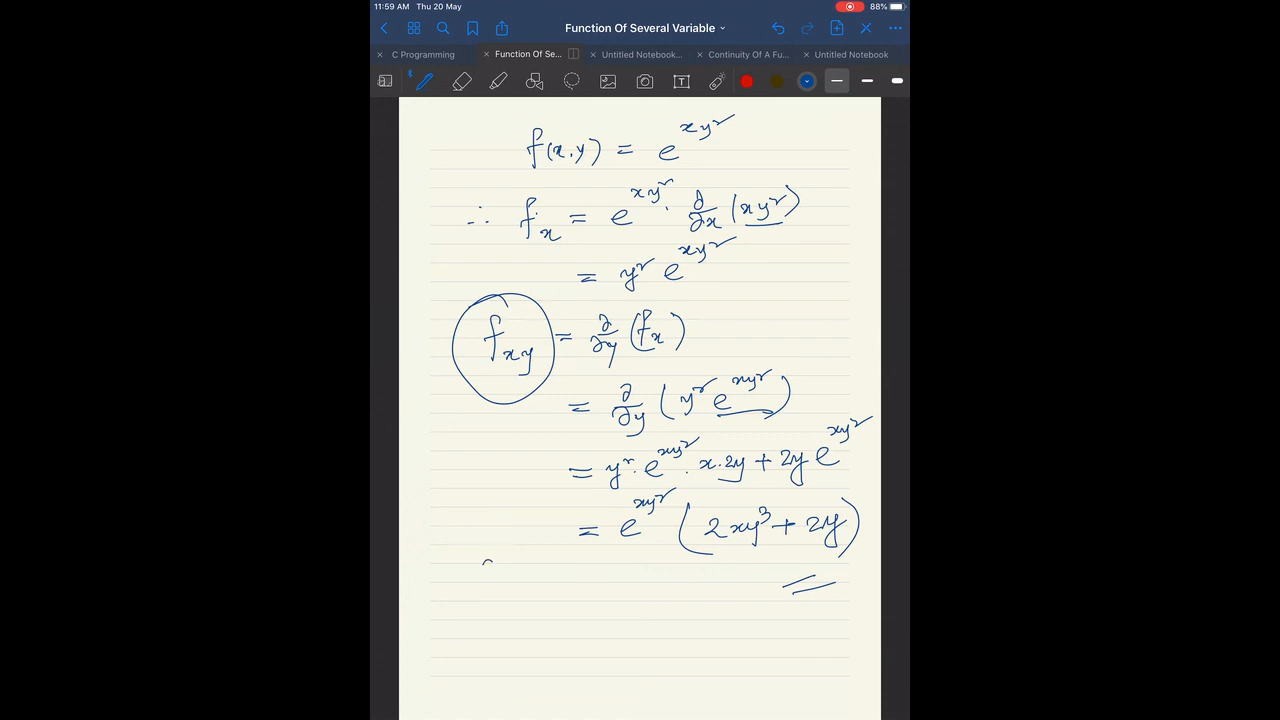 11:59 AM Thu 20 May 88%
Function Of Several Variable
C Programming Function Of Se... Untitled Notebook... Continuity Of A Fu... Untitled Notebook
f(x,y) = e^{xy²}
∴ f_x = e^{xy²} · ∂/∂x (xy²)
= y² e^{xy²}
f_{xy} = ∂/∂y (f_x)
= ∂/∂y (y² e^{xy²})
= y² · e^{xy²} · x·2y + 2y e^{xy²}
= e^{xy²} (2xy³ + 2y)